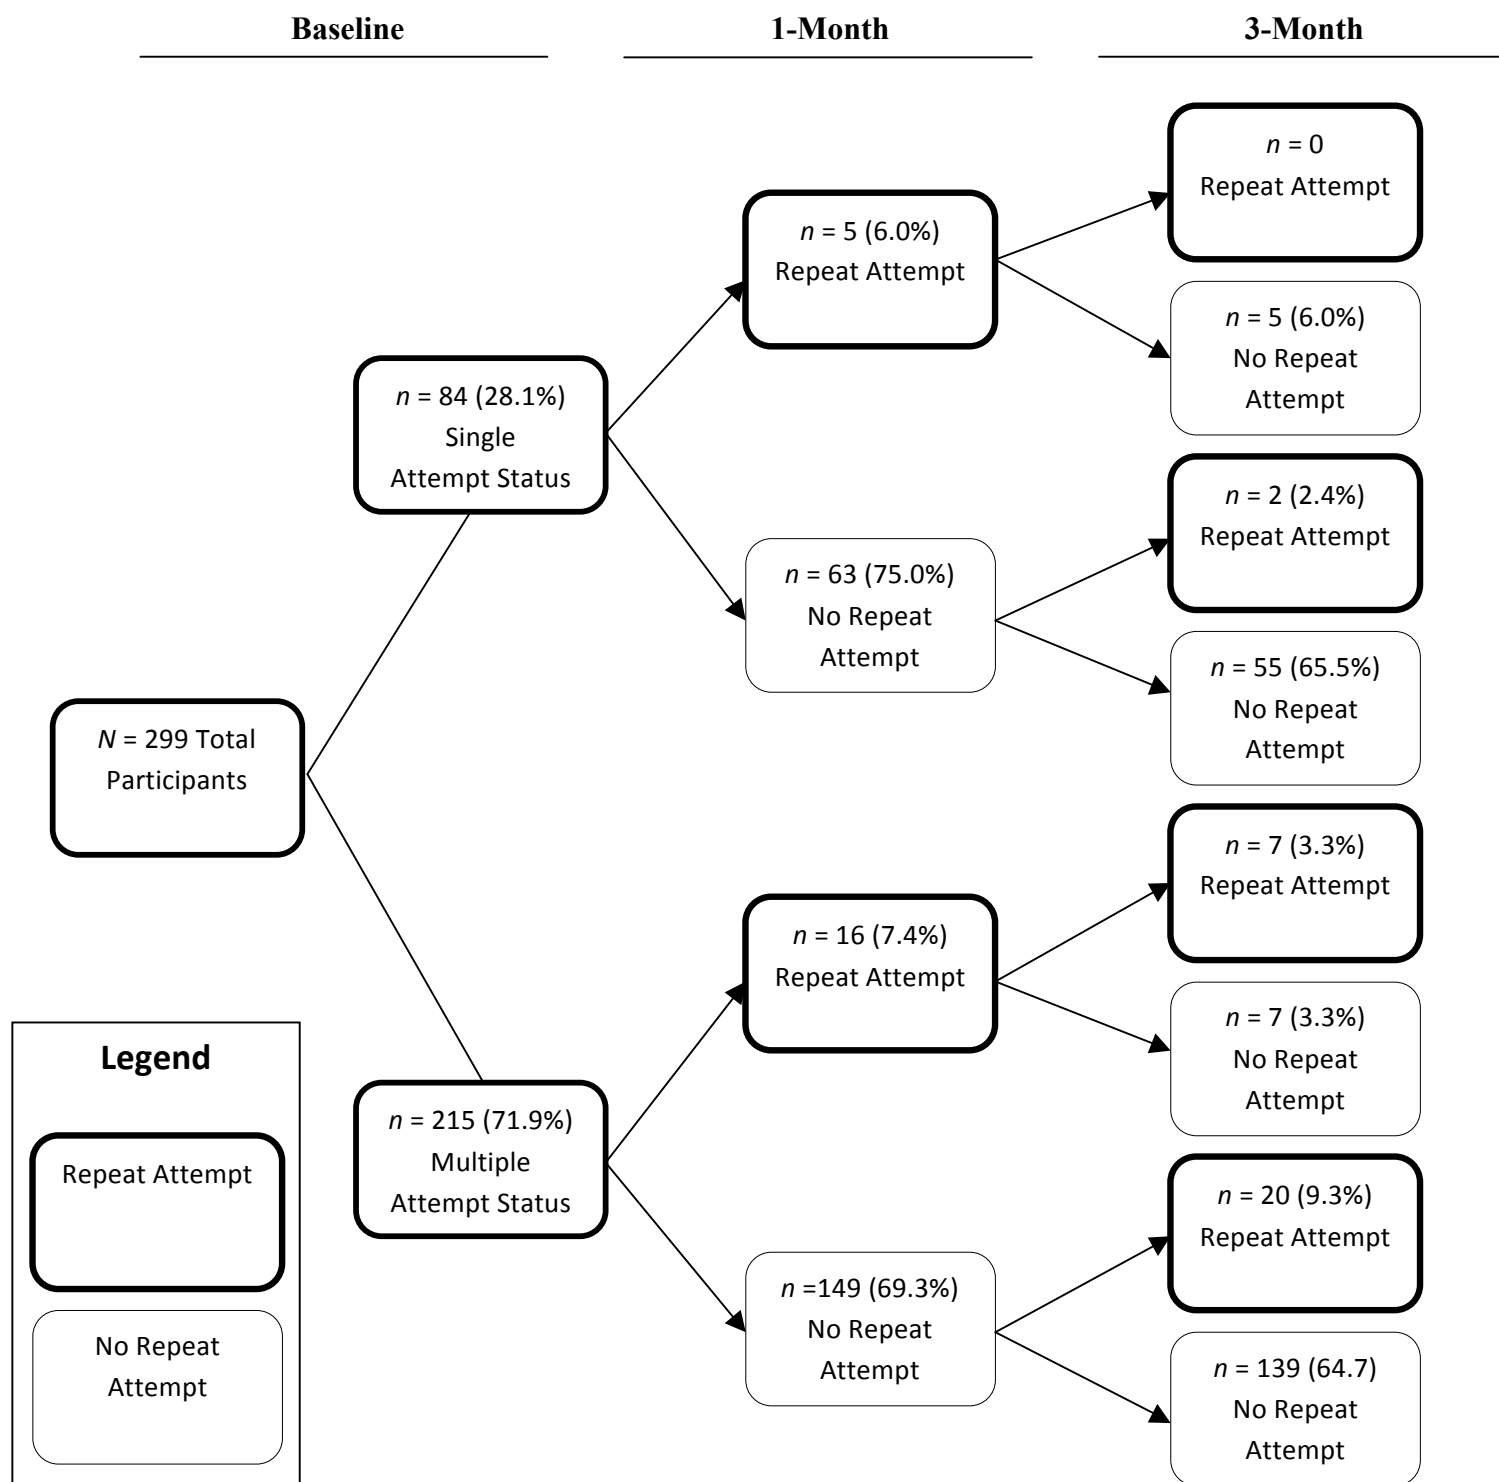 Baseline
1-Month
3-Month
n = 0
Repeat Attempt
n = 5 (6.0%)
Repeat Attempt
n = 5 (6.0%)
No Repeat
Attempt
n = 84 (28.1%)
Single
Attempt Status
n = 2 (2.4%)
Repeat Attempt
n = 63 (75.0%)
No Repeat
Attempt
n = 55 (65.5%)
No Repeat
Attempt
N = 299 Total
Participants
n = 7 (3.3%)
Repeat Attempt
n = 16 (7.4%)
Repeat Attempt
n = 7 (3.3%)
No Repeat
Attempt
n = 215 (71.9%)
Multiple
Attempt Status
n = 20 (9.3%)
Repeat Attempt
n =149 (69.3%)
No Repeat
Attempt
n = 139 (64.7)
No Repeat
Attempt
Legend
Repeat Attempt
No Repeat
Attempt